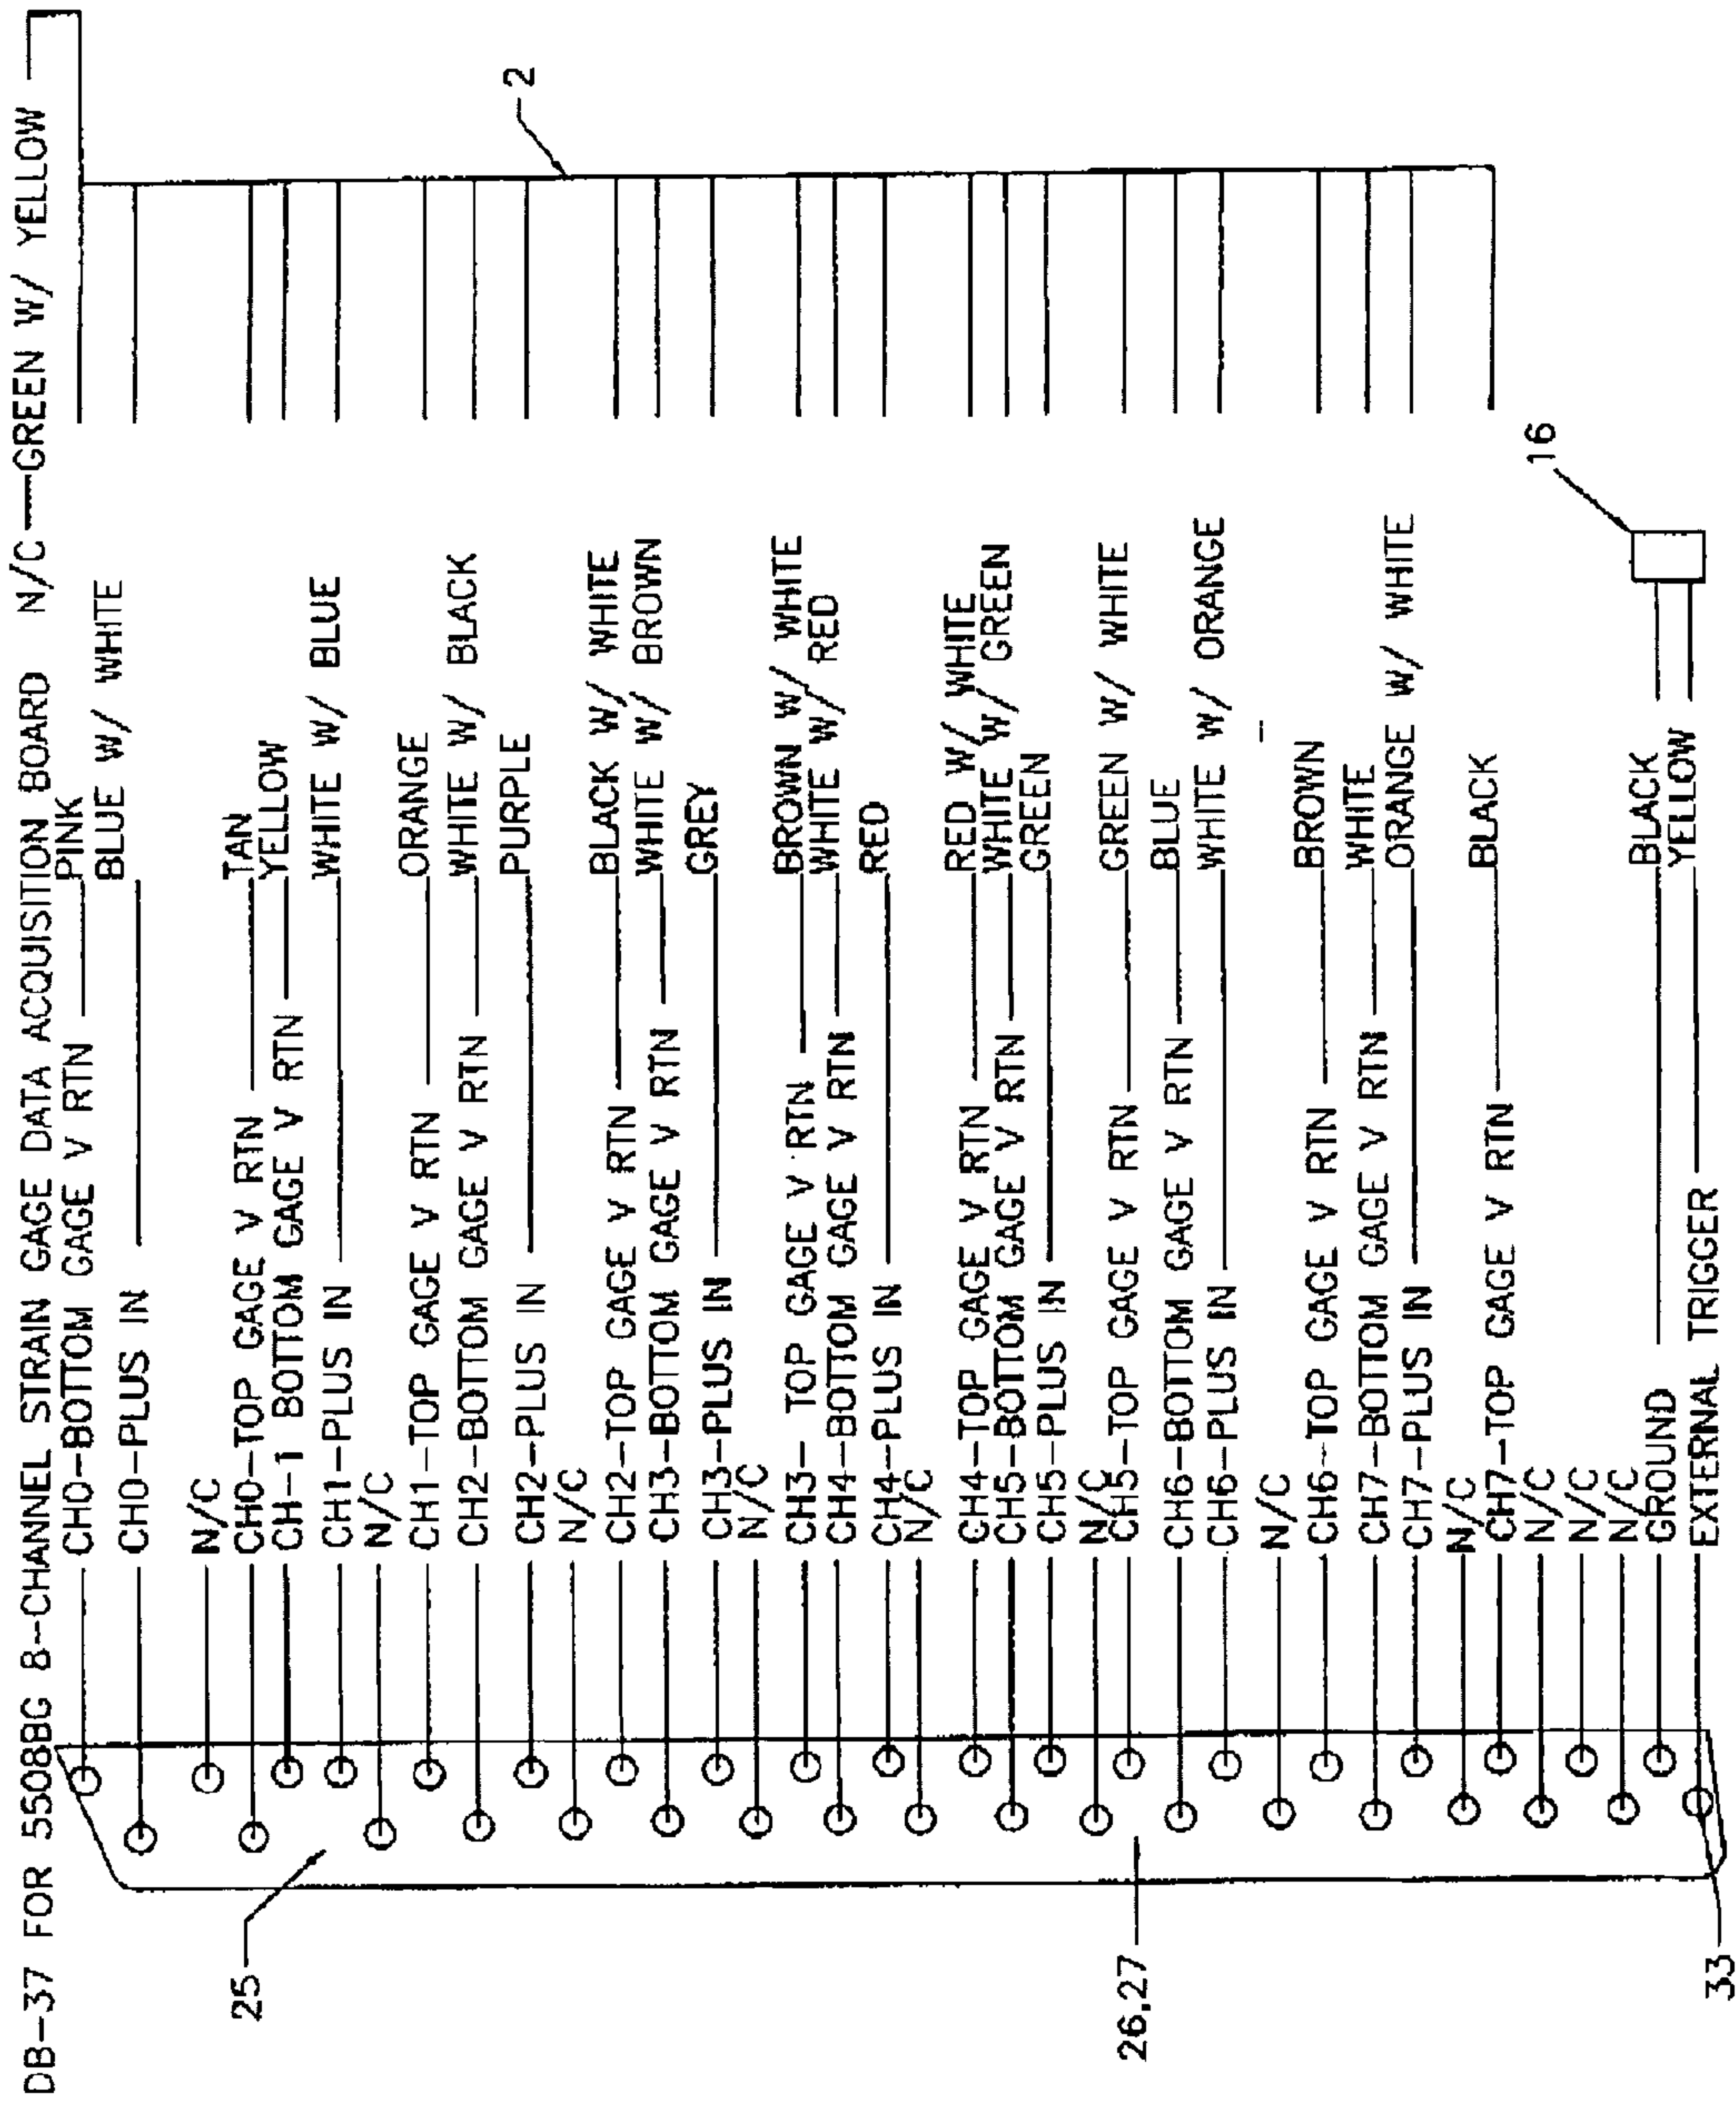 DB-37 FOR 5508BG 8-CHANNEL STRAIN GAGE DATA ACQUISITION BOARD N/C GREEN W/ YELLOW
CH0-BOTTOM GAGE V RTN PINK
CH0-PLUS IN BLUE W/ WHITE
N/C
CH0-TOP GAGE V RTN TAN
CH-1 BOTTOM GAGE V RTN YELLOW
CH1-PLUS IN WHITE W/ BLUE
N/C
CH1-TOP GAGE V RTN ORANGE
CH2-BOTTOM GAGE V RTN WHITE W/ BLACK
CH2-PLUS IN PURPLE
N/C
CH2-TOP GAGE V RTN BLACK W/ WHITE
CH3-BOTTOM GAGE V RTN WHITE W/ BROWN
CH3-PLUS IN GREY
N/C
CH3- TOP GAGE V RTN BROWN W/ WHITE
CH4-BOTTOM GAGE V RTN WHITE W/ RED
CH4-PLUS IN RED
N/C
CH4-TOP GAGE V RTN RED W/ WHITE
CH5-BOTTOM GAGE V RTN WHITE W/ GREEN
CH5-PLUS IN GREEN
N/C
CH5-TOP GAGE V RTN GREEN W/ WHITE
CH6-BOTTOM GAGE V RTN BLUE
CH6-PLUS IN WHITE W/ ORANGE
N/C
CH6-TOP GAGE V RTN BROWN
CH7-BOTTOM GAGE V RTN WHITE
CH7-PLUS IN ORANGE W/ WHITE
N/C
CH7-TOP GAGE V RTN BLACK
N/C
N/C
N/C
GROUND BLACK
EXTERNAL TRIGGER YELLOW
2
16
25
26,27
33